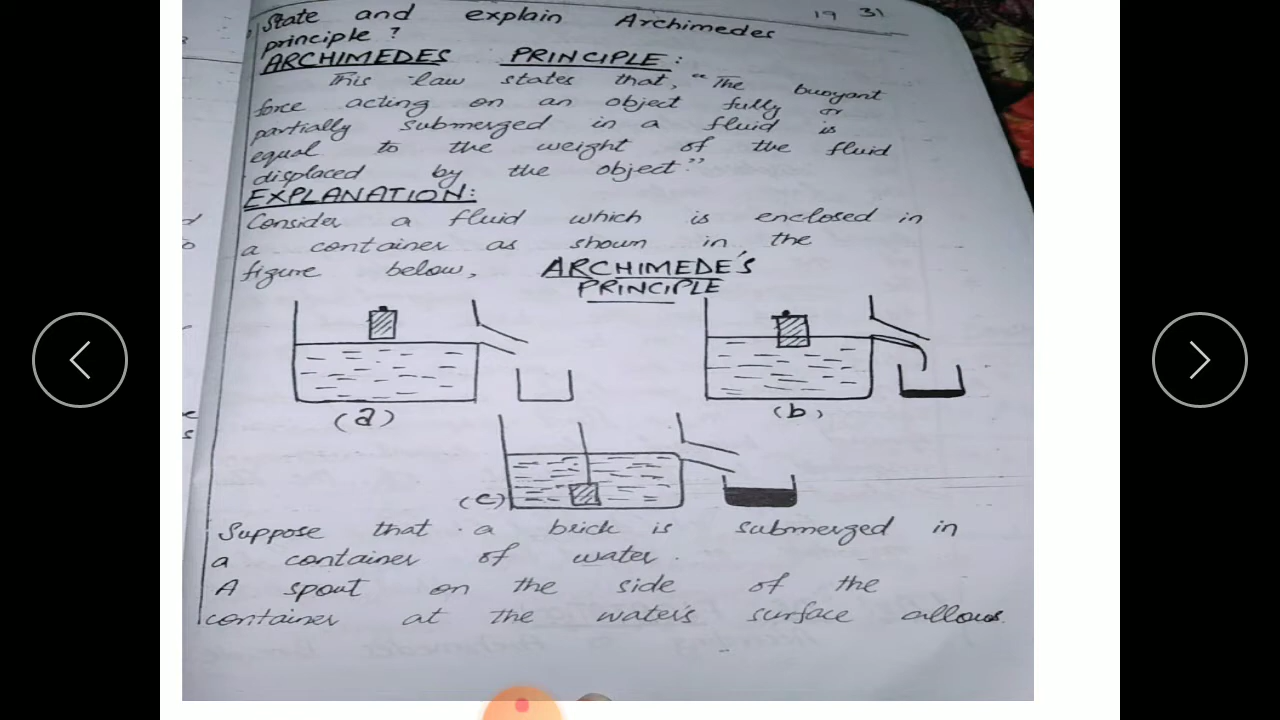 State and explain Archimedes
19 31
principle ?
ARCHIMEDES PRINCIPLE :
This law states that, "The buoyant
force acting on an object fully or
partially submerged in a fluid is
equal to the weight of the fluid
displaced by the object."
EXPLANATION:
Consider a fluid which is enclosed in
a container as shown in the
figure below,
ARCHIMEDE'S
PRINCIPLE
(a)
(b)
(c)
Suppose that a brick is submerged in
a container of water.
A spout on the side of the
container at the water's surface allows